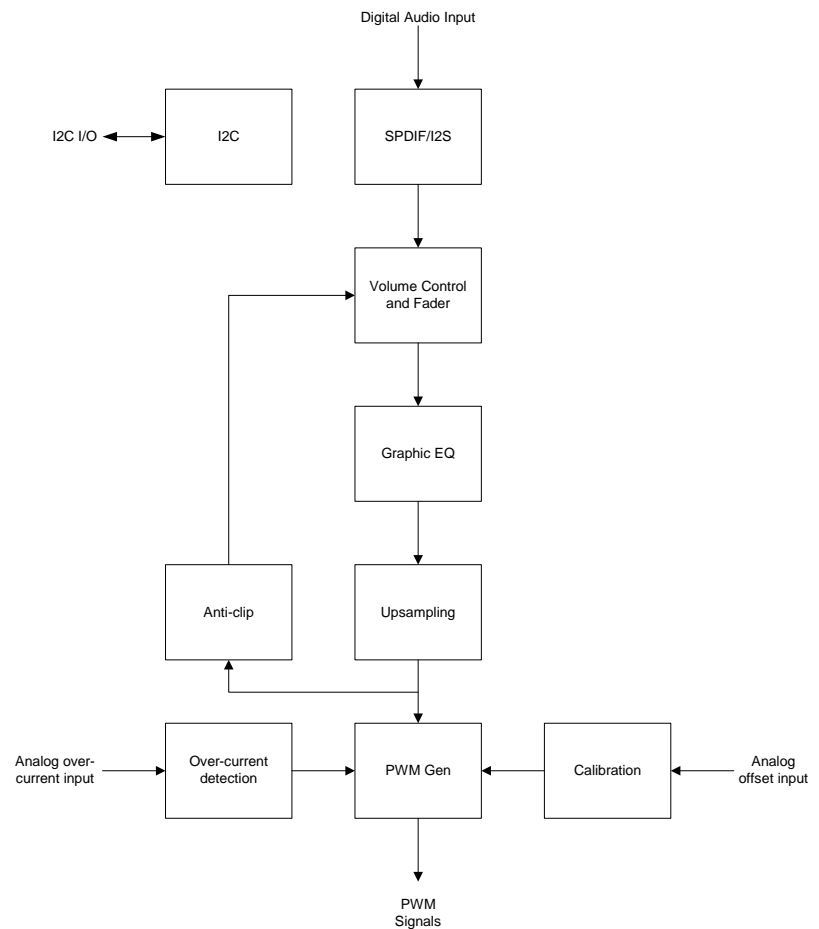 Digital Audio Input
I2C I/O
I2C
SPDIF/I2S
Volume Control
and Fader
Graphic EQ
Anti-clip
Upsampling
Analog over-
current input
Over-current
detection
PWM Gen
Calibration
Analog
offset input
PWM
Signals